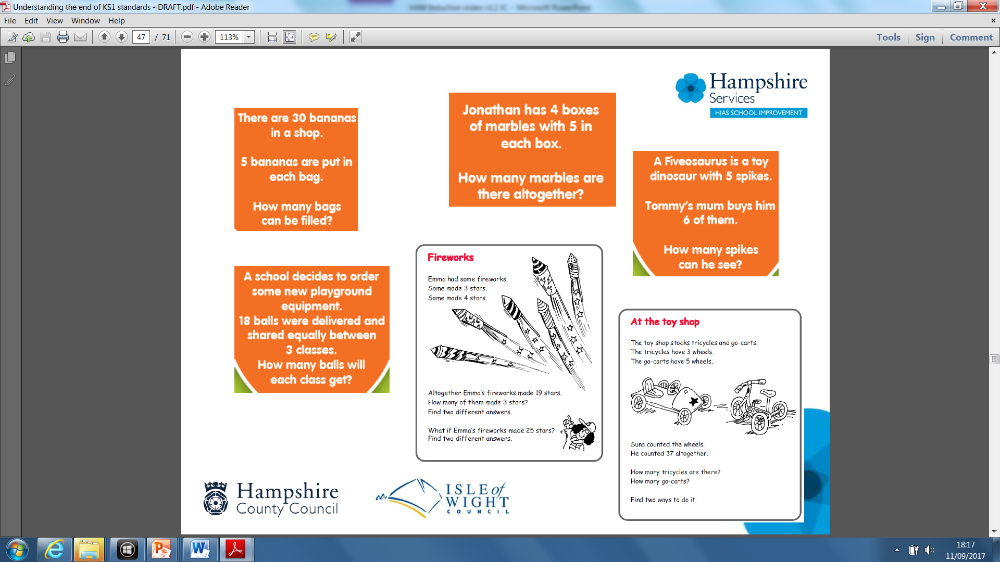 Understanding the end of KS1 standards - DRAFT.pdf - Adobe Reader
HAM Induction slides v3.2 JC - Microsoft PowerPoint
File Edit View Window Help
47 / 71
113%
Tools Sign Comment
Hampshire
Services
HIAS SCHOOL IMPROVEMENT
There are 30 bananas
in a shop.
5 bananas are put in
each bag.
How many bags
can be filled?
Jonathan has 4 boxes
of marbles with 5 in
each box.
How many marbles are
there altogether?
A Fiveosaurus is a toy
dinosaur with 5 spikes.
Tommy's mum buys him
6 of them.
How many spikes
can he see?
A school decides to order
some new playground
equipment.
18 balls were delivered and
shared equally between
3 classes.
How many balls will
each class get?
Fireworks
Emma had some fireworks.
Some made 3 stars.
Some made 4 stars.
Altogether Emma's fireworks made 19 stars.
How many of them made 3 stars?
Find two different answers.
What if Emma's fireworks made 25 stars?
Find two different answers.
At the toy shop
The toy shop stocks tricycles and go-carts.
The tricycles have 3 wheels.
The go-carts have 5 wheels.
Suna counted the wheels.
He counted 37 altogether.
How many tricycles are there?
How many go-carts?
Find two ways to do it.
Hampshire
County Council
ISLE of
WIGHT
COUNCIL
18:17
11/09/2017